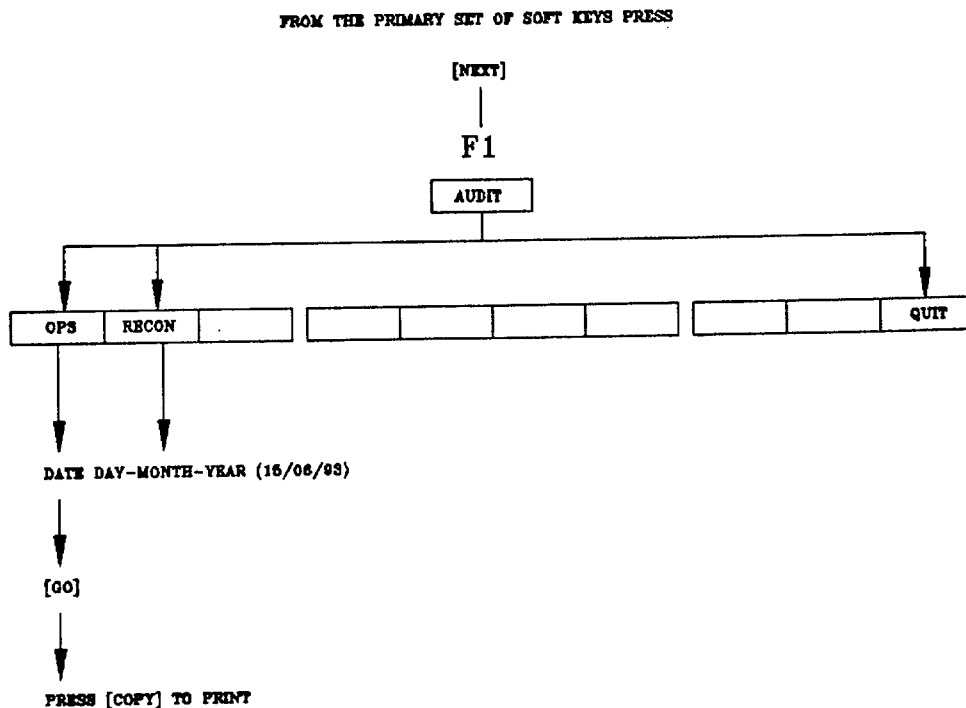 FROM THE PRIMARY SET OF SOFT KEYS PRESS
[NEXT]
F1
AUDIT
OPS RECON QUIT
DATE DAY-MONTH-YEAR (15/06/93)
[GO]
PRESS [COPY] TO PRINT